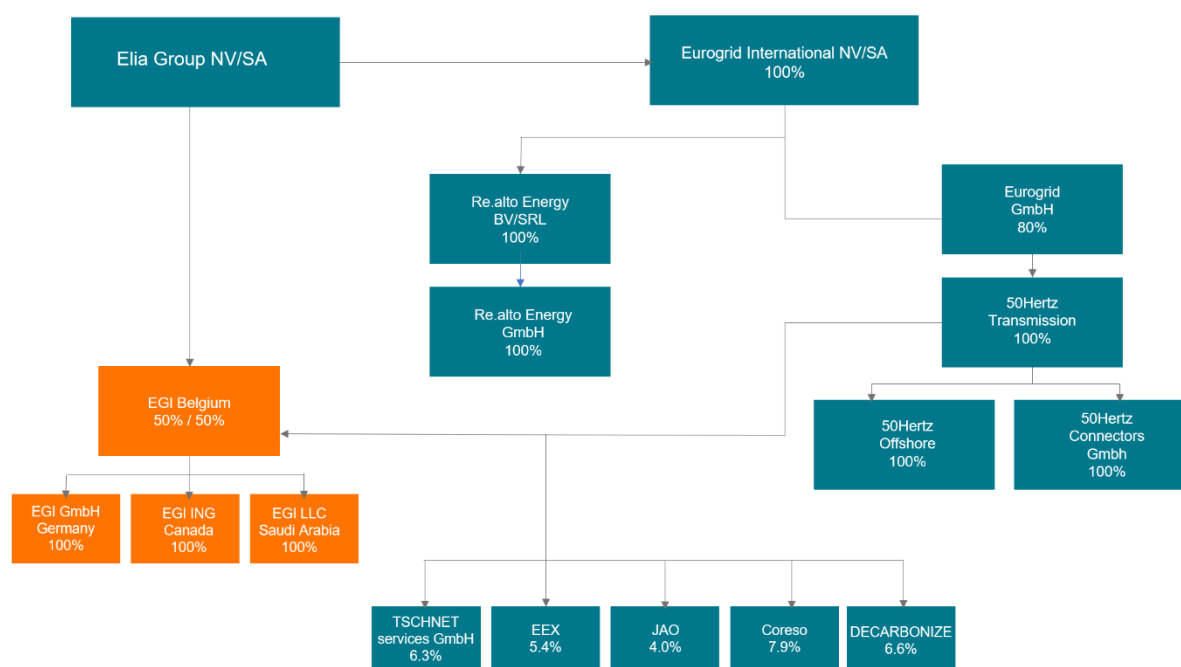 Elia Group NV/SA
Eurogrid International NV/SA
100%
Re.alto Energy
BV/SRL
100%
Eurogrid
GmbH
80%
Re.alto Energy
GmbH
100%
50Hertz
Transmission
100%
EGI Belgium
50% / 50%
50Hertz
Offshore
100%
50Hertz
Connectors
Gmbh
100%
EGI GmbH
Germany
100%
EGI ING
Canada
100%
EGI LLC
Saudi Arabia
100%
TSCHNET
services GmbH
6.3%
EEX
5.4%
JAO
4.0%
Coreso
7.9%
DECARBONIZE
6.6%